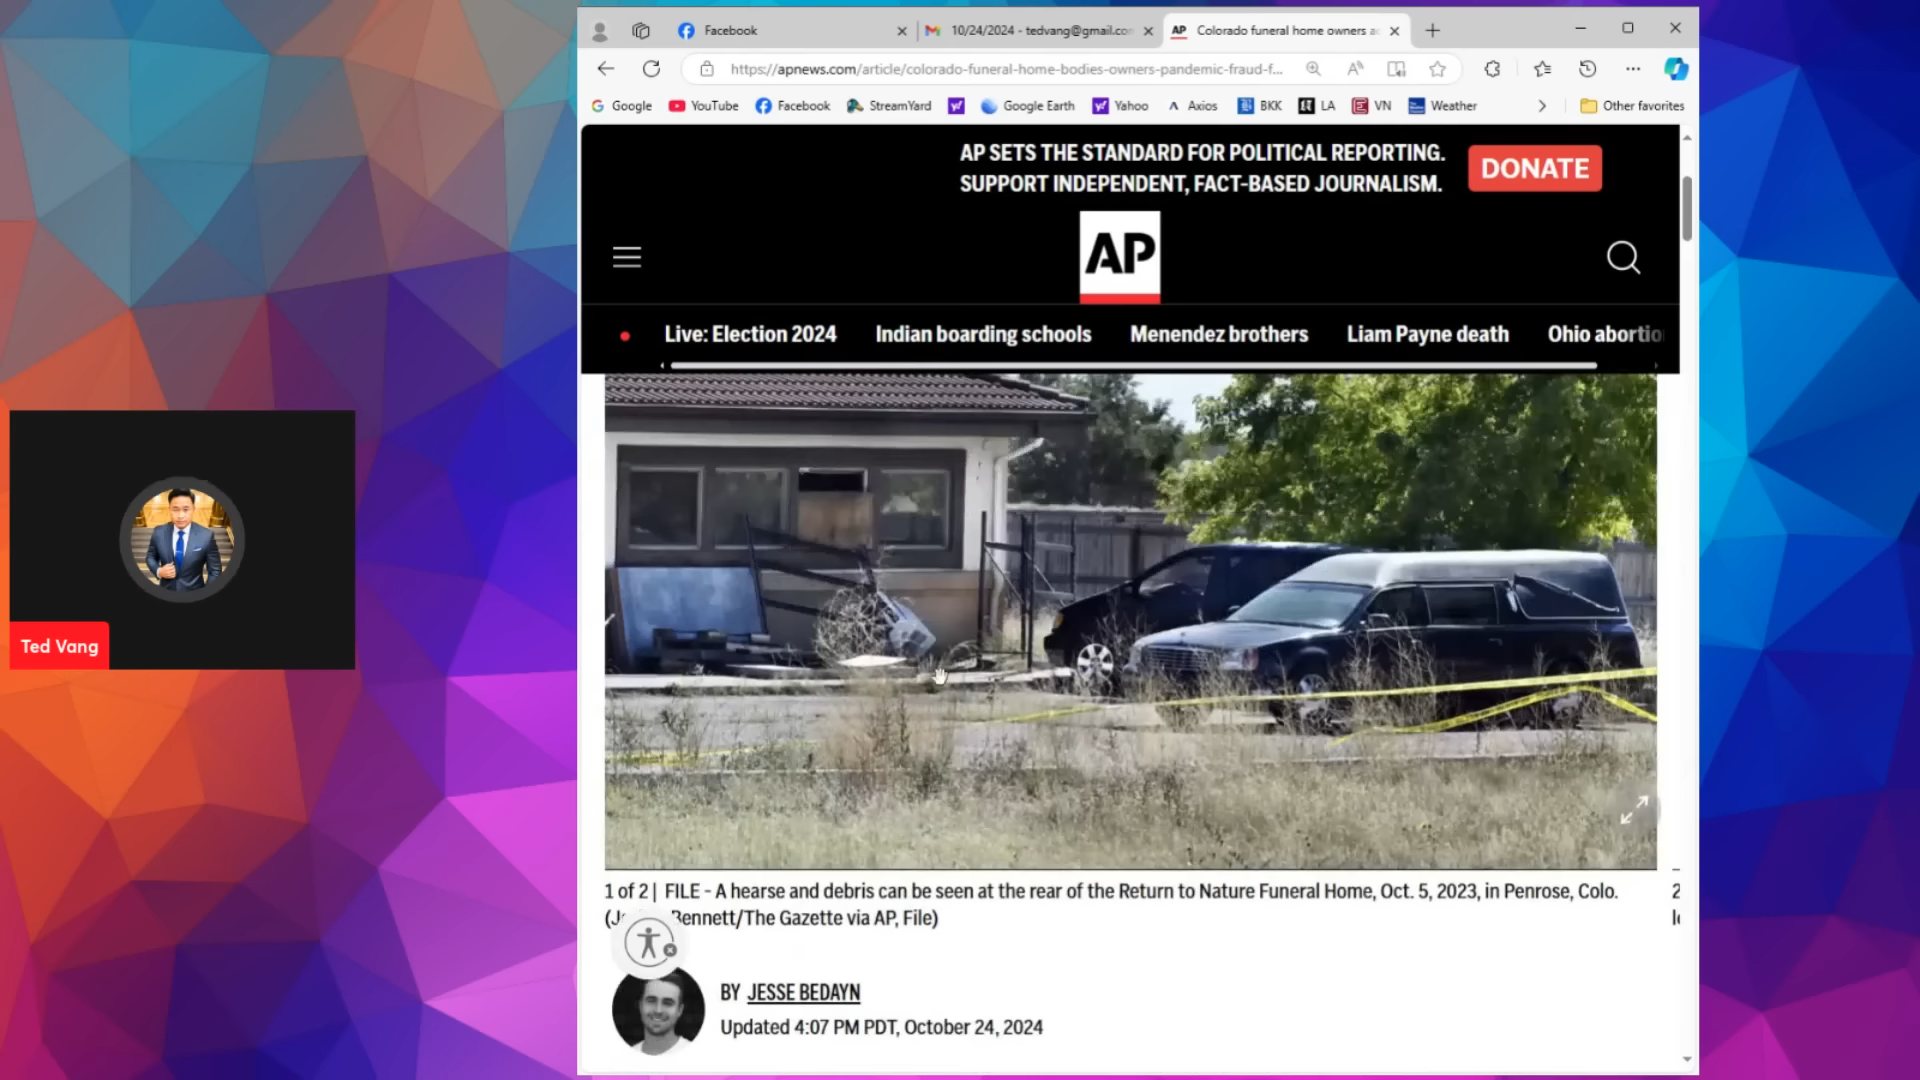 Facebook
10/24/2024 - tedvang@gmail.co
AP Colorado funeral home owners a
https://apnews.com/article/colorado-funeral-home-bodies-owners-pandemic-fraud-f...
Google YouTube Facebook StreamYard y! Google Earth Yahoo Axios BKK LA VN Weather Other favorites
AP SETS THE STANDARD FOR POLITICAL REPORTING.
SUPPORT INDEPENDENT, FACT-BASED JOURNALISM.
DONATE
AP
Live: Election 2024 Indian boarding schools Menendez brothers Liam Payne death Ohio abortio
Ted Vang
1 of 2 | FILE - A hearse and debris can be seen at the rear of the Return to Nature Funeral Home, Oct. 5, 2023, in Penrose, Colo.
Bennett/The Gazette via AP, File)
BY JESSE BEDAYN
Updated 4:07 PM PDT, October 24, 2024